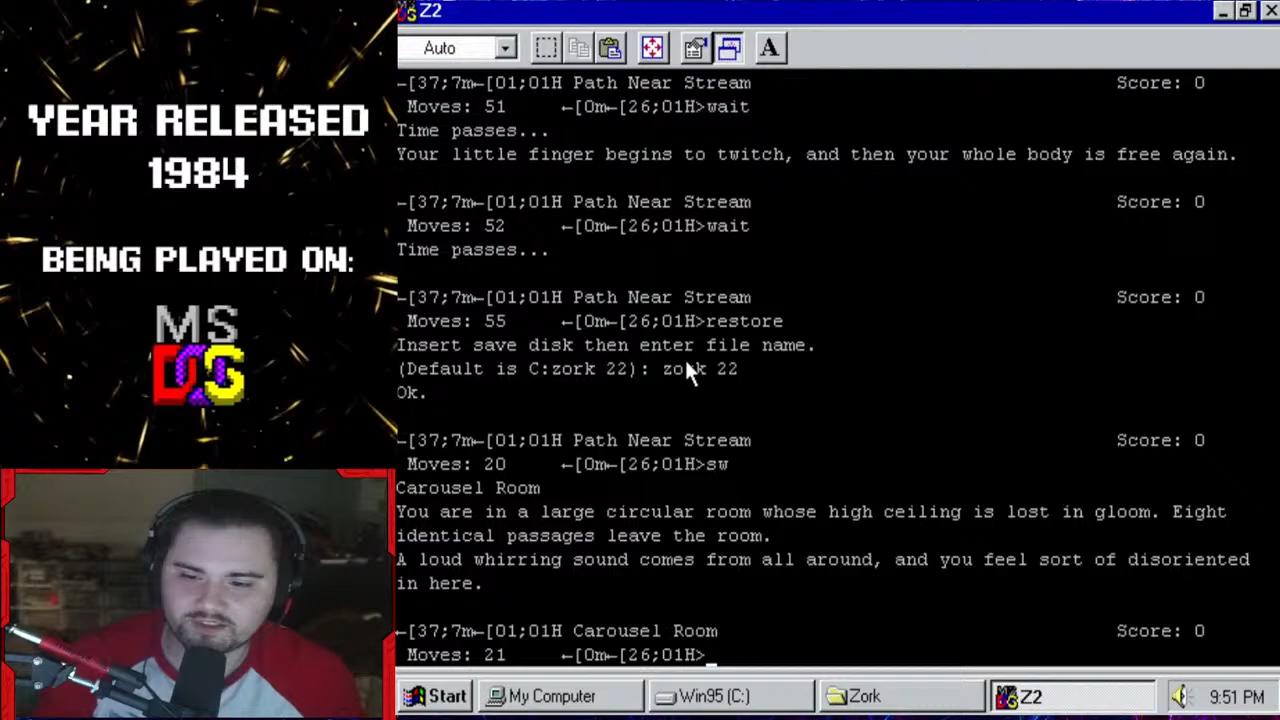 YEAR RELEASED
1984
BEING PLAYED ON:
MS
DOS
Z2
Auto
A
←[37;7m←[01;01H Path Near Stream Score: 0
Moves: 51 ←[0m←[26;01H>wait
Time passes...
Your little finger begins to twitch, and then your whole body is free again.
←[37;7m←[01;01H Path Near Stream Score: 0
Moves: 52 ←[0m←[26;01H>wait
Time passes...
←[37;7m←[01;01H Path Near Stream Score: 0
Moves: 55 ←[0m←[26;01H>restore
Insert save disk then enter file name.
(Default is C:zork 22): zork 22
Ok.
←[37;7m←[01;01H Path Near Stream Score: 0
Moves: 20 ←[0m←[26;01H>sw
Carousel Room
You are in a large circular room whose high ceiling is lost in gloom. Eight
identical passages leave the room.
A loud whirring sound comes from all around, and you feel sort of disoriented
in here.
←[37;7m←[01;01H Carousel Room Score: 0
Moves: 21 ←[0m←[26;01H>_
Start My Computer Win95 (C:) Zork Z2 9:51 PM